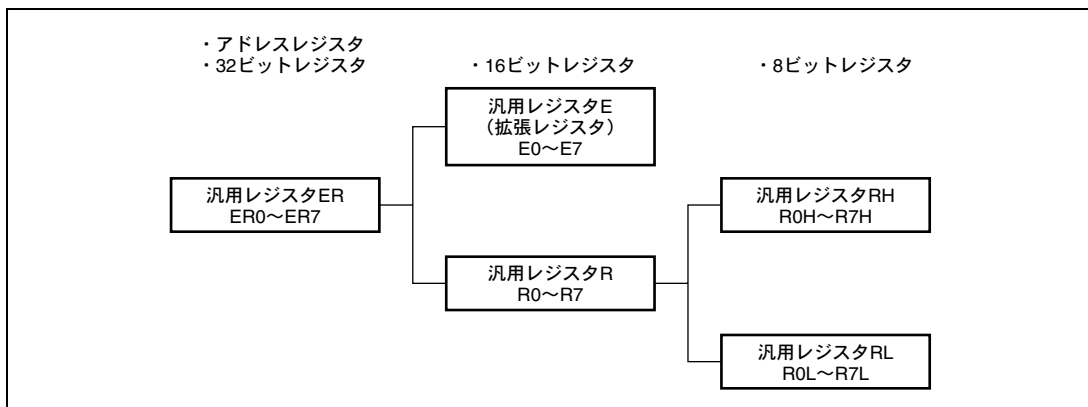 ・アドレスレジスタ
・32ビットレジスタ
・16ビットレジスタ
・8ビットレジスタ
汎用レジスタE
（拡張レジスタ）
E0～E7
汎用レジスタER
ER0～ER7
汎用レジスタRH
R0H～R7H
汎用レジスタR
R0～R7
汎用レジスタRL
R0L～R7L